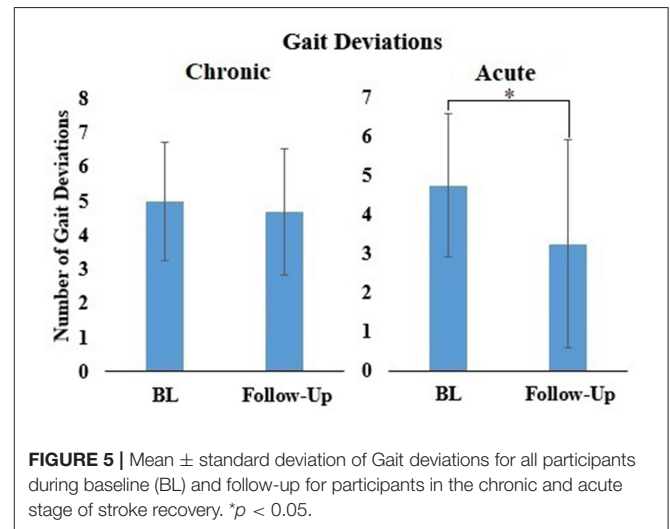 Gait Deviations
Chronic
Acute
Number of Gait Deviations
8
7
6
5
4
3
2
1
0
BL Follow-Up
7
6
5
4
3
2
1
0
*
BL Follow-Up
FIGURE 5 | Mean ± standard deviation of Gait deviations for all participants
during baseline (BL) and follow-up for participants in the chronic and acute
stage of stroke recovery. *p < 0.05.